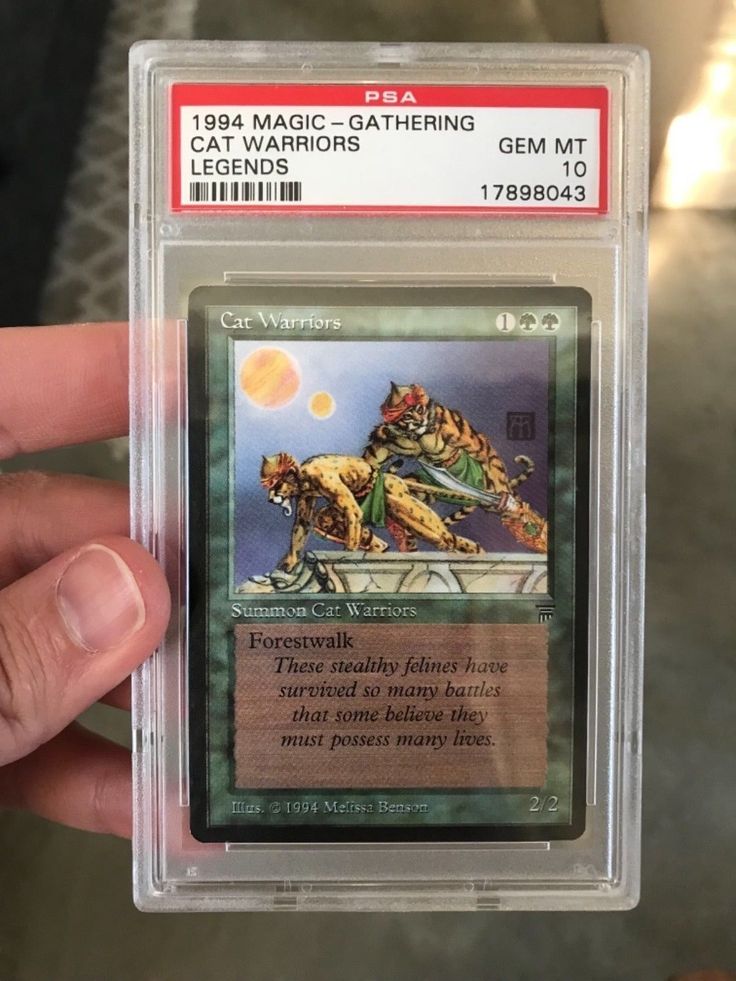 PSA
1994 MAGIC - GATHERING
CAT WARRIORS GEM MT
LEGENDS 10
17898043
Cat Warriors 1
Summon Cat Warriors
Forestwalk
These stealthy felines have
survived so many battles
that some believe they
must possess many lives.
Illus. © 1994 Melissa Benson 2/2